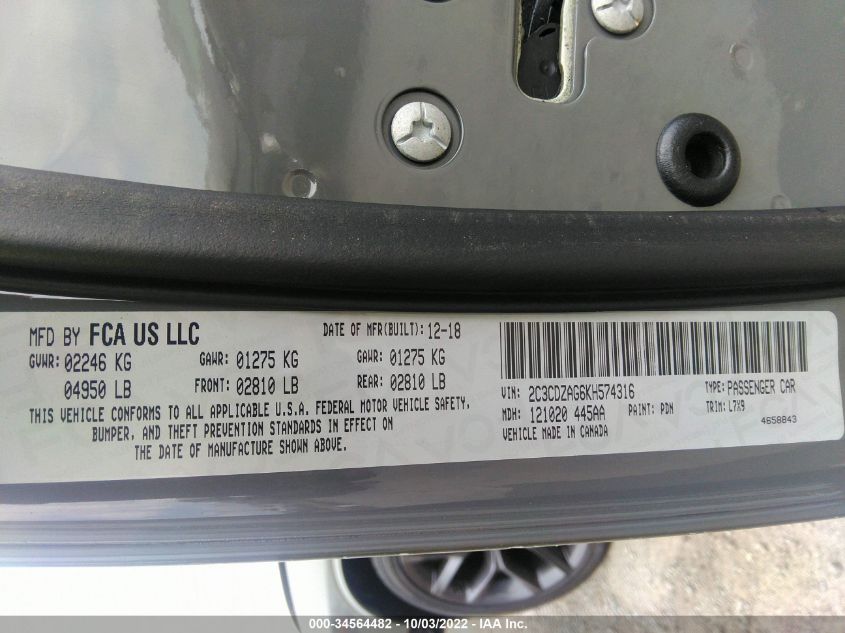 MFD BY FCA US LLC
DATE OF MFR(BUILT): 12-18
GVWR: 02246 KG
GAWR: 01275 KG
GAWR: 01275 KG
04950 LB
FRONT: 02810 LB
REAR: 02810 LB
THIS VEHICLE CONFORMS TO ALL APPLICABLE U.S.A. FEDERAL MOTOR VEHICLE SAFETY,
BUMPER, AND THEFT PREVENTION STANDARDS IN EFFECT ON
THE DATE OF MANUFACTURE SHOWN ABOVE.
VIN: 2C3CDZAG6KH574316
TYPE: PASSENGER CAR
MDH: 121020 445AA
PAINT: PDN
TRIM: L7X9
VEHICLE MADE IN CANADA
4658843
000-34564482 - 10/03/2022 - IAA Inc.